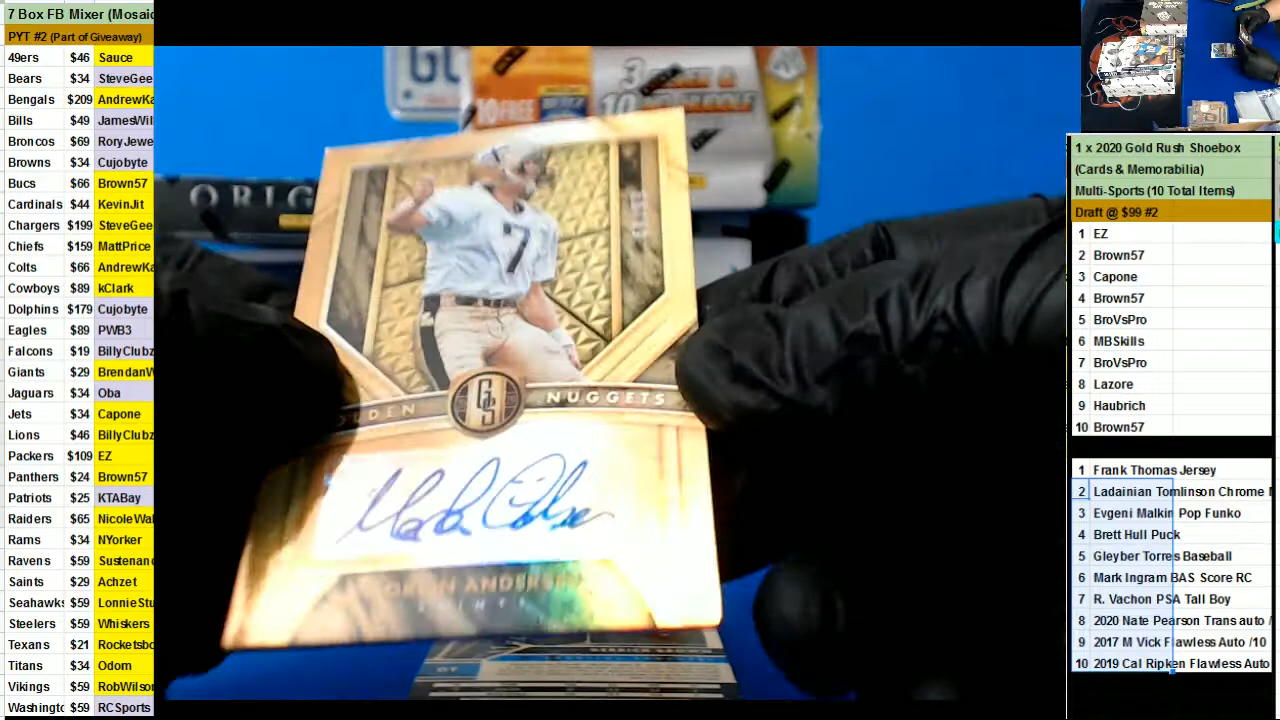 7 Box FB Mixer (Mosaic
PYT #2 (Part of Giveaway)
49ers $46 Sauce
Bears $34 SteveGee
Bengals $209 AndrewKa
Bills $49 JamesWil
Broncos $69 RoryJewe
Browns $34 Cujobyte
Bucs $66 Brown57
Cardinals $44 KevinJit
Chargers $199 SteveGee
Chiefs $159 MattPrice
Colts $66 AndrewKa
Cowboys $89 kClark
Dolphins $179 Cujobyte
Eagles $89 PWB3
Falcons $19 BillyClubz
Giants $29 BrendanW
Jaguars $34 Oba
Jets $34 Capone
Lions $46 BillyClubz
Packers $109 EZ
Panthers $24 Brown57
Patriots $25 KTABay
Raiders $65 NicoleWal
Rams $34 NYorker
Ravens $59 Sustenanc
Saints $29 Achzet
Seahawks $59 LonnieStu
Steelers $59 Whiskers
Texans $21 Rocketsbo
Titans $34 Odom
Vikings $59 RobWilson
Washingto $59 RCSports
10
ORIG
7
GS
NUGGETS
1 x 2020 Gold Rush Shoebox
(Cards & Memorabilia)
Multi-Sports (10 Total Items)
Draft @ $99 #2
1 EZ
2 Brown57
3 Capone
4 Brown57
5 BroVsPro
6 MBSkills
7 BroVsPro
8 Lazore
9 Haubrich
10 Brown57
1 Frank Thomas Jersey
2 Ladainian Tomlinson Chrome
3 Evgeni Malkin Pop Funko
4 Brett Hull Puck
5 Gleyber Torres Baseball
6 Mark Ingram BAS Score RC
7 R. Vachon PSA Tall Boy
8 2020 Nate Pearson Trans auto /
9 2017 M Vick Flawless Auto /10
10 2019 Cal Ripken Flawless Auto